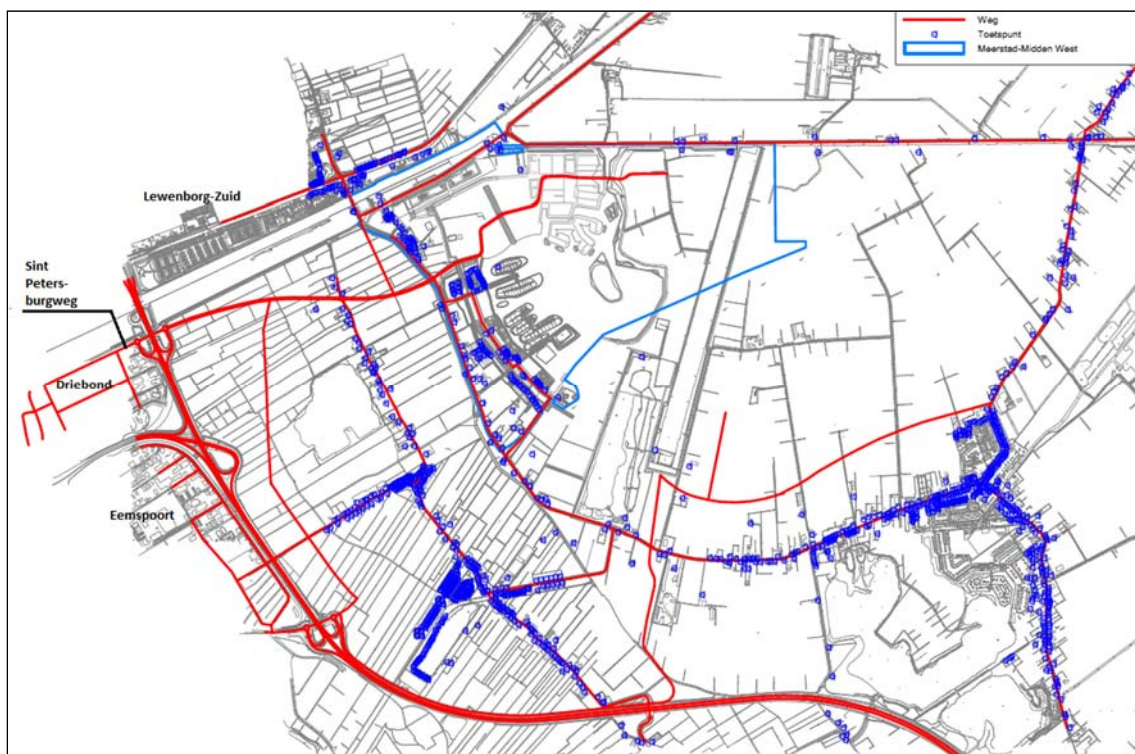 Weg
Toetspunt
Meerstad-Midden West
Lewenborg-Zuid
Sint
Peters-
burgweg
Driebond
Eemspoort